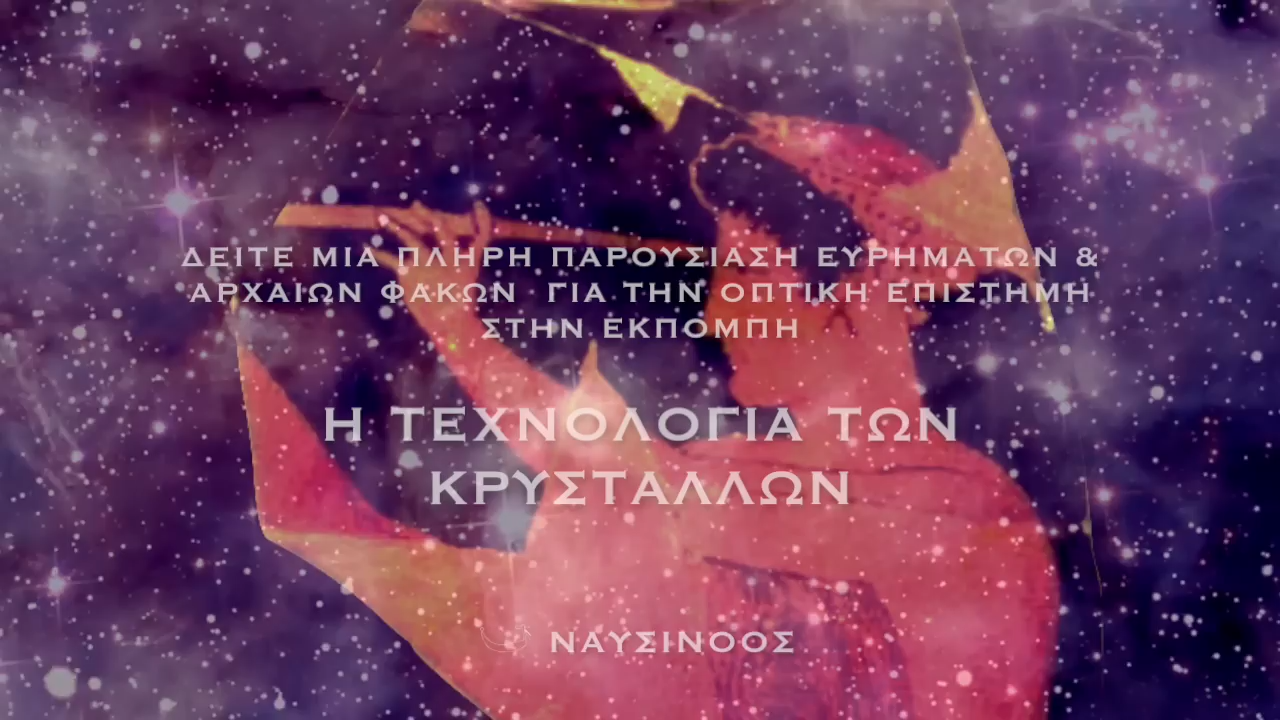 ΔΕΙΤΕ ΜΙΑ ΠΛΗΡΗ ΠΑΡΟΥΣΙΑΣΗ ΕΥΡΗΜΑΤΩΝ &
ΑΡΧΑΙΩΝ ΦΑΚΩΝ ΓΙΑ ΤΗΝ ΟΠΤΙΚΗ ΕΠΙΣΤΗΜΗ
ΣΤΗΝ ΕΚΠΟΜΠΗ
Η ΤΕΧΝΟΛΟΓΙΑ ΤΩΝ
ΚΡΥΣΤΑΛΛΩΝ
ΝΑΥΣΙΝΟΟΣ